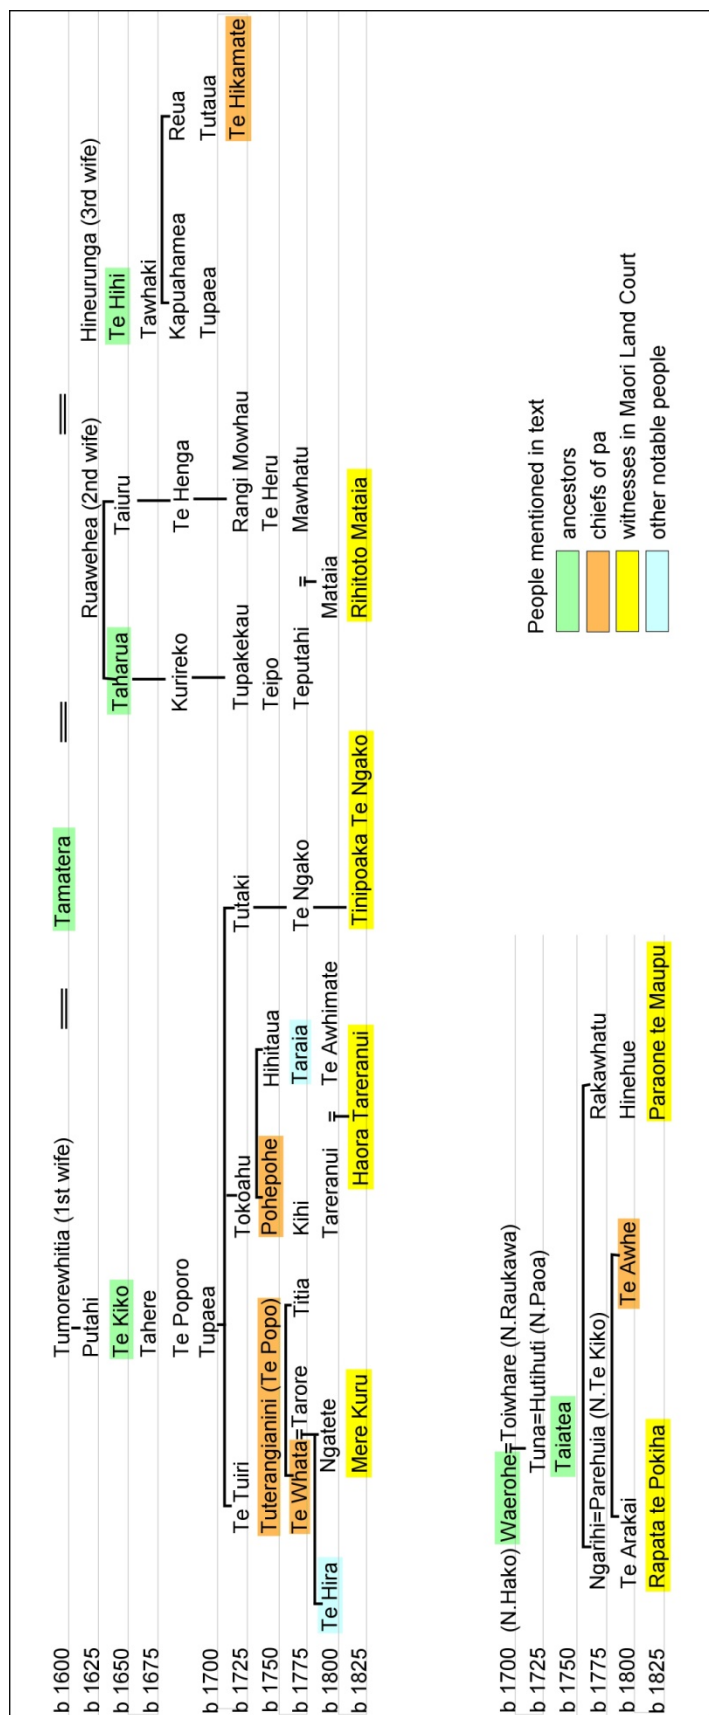 b 1600 Tumorewhitia (1st wife) = Tamatera = Ruawehea (2nd wife) = Hineurunga (3rd wife)
b 1625 Putahi
b 1650 Te Kiko Taharua Taiuru Te Hihi
b 1675 Tahere Tawhaki
Te Poporo Kurireko Te Henga Kapuahamea Reua
b 1700 Tupaea Tupaea Tutaua
b 1725 Te Tuiri Tokoahu Tutaki Tupakekau Rangi Mowhau Te Hikamate
b 1750 Tuterangianini (Te Popo) Pohepohe Hihitaua Teipo Te Heru
b 1775 Te Whata=Tarore Titia Kihi Taraia Te Ngako Teputahi Mawhatu
b 1800 Te Hira Ngatete Tareranui = Te Awhimate Mataia =
b 1825 Mere Kuru Haora Tareranui Tinipoaka Te Ngako Rihitoto Mataia
b 1700 (N.Hako) Waerohe=Toiwhare (N.Raukawa)
b 1725 Tuna=Hutihuti (N.Paoa)
b 1750 Taiatea
b 1775 Ngarihi=Parehuia (N.Te Kiko) Rakawhatu
b 1800 Te Arakai Te Awhe Hinehue
b 1825 Rapata te Pokiha Paraone te Maupu
People mentioned in text
ancestors
chiefs of pa
witnesses in Maori Land Court
other notable people